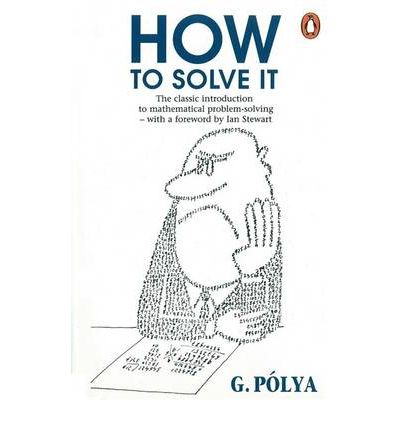 HOW
TO SOLVE IT
The classic introduction
to mathematical problem-solving
– with a foreword by Ian Stewart
G. PÓLYA